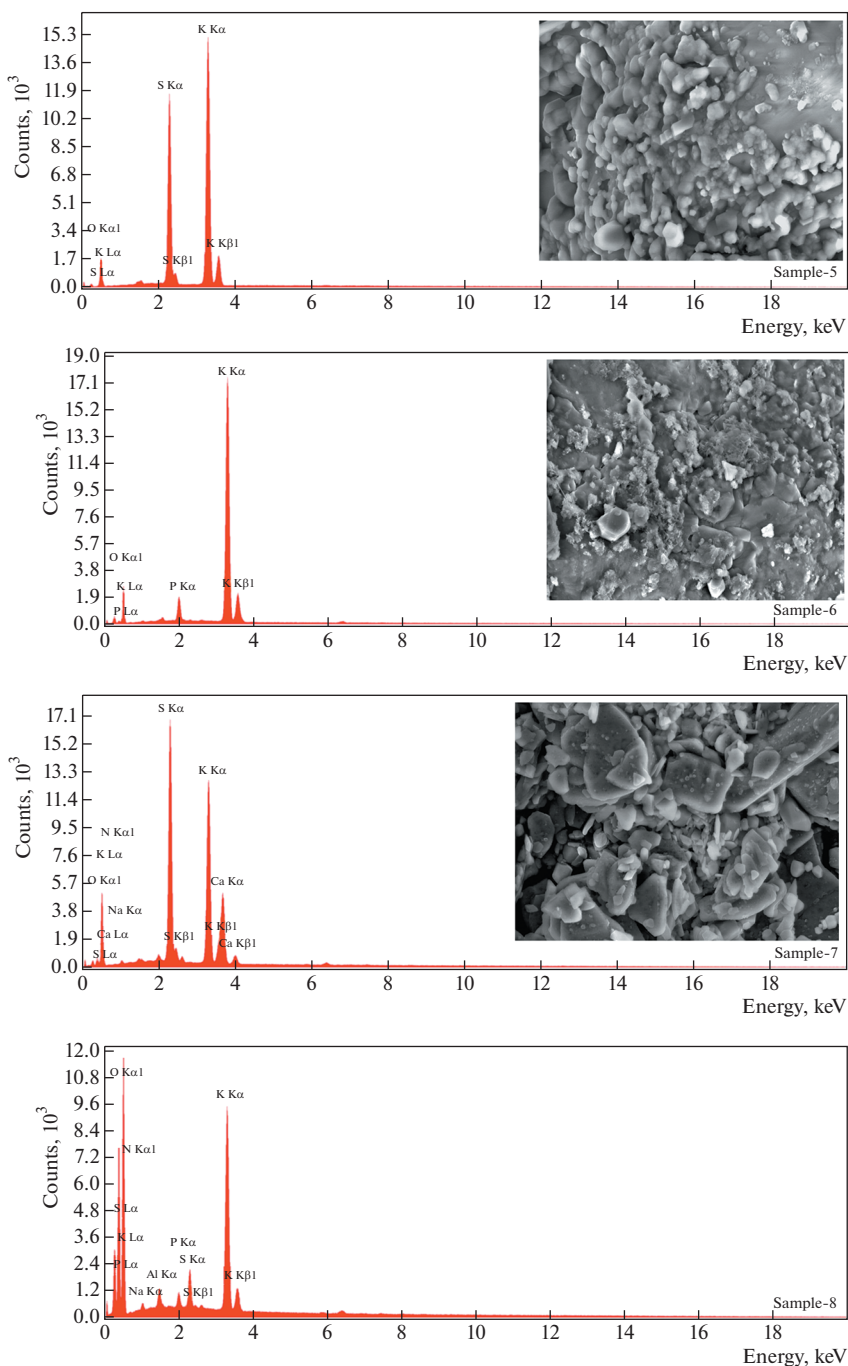 Counts, 10³
15.3
13.6
11.9
10.2
8.5
6.8
5.1
3.4
1.7
0.0
K Kα
S Kα
O Kα1
K Lα
S Lα
S Kβ1
K Kβ1
Sample-5
0 2 4 6 8 10 12 14 16 18
Energy, keV
Counts, 10³
19.0
17.1
15.2
13.3
11.4
9.5
7.6
5.7
3.8
1.9
0.0
K Kα
O Kα1
K Lα
P Lα
P Kα
K Kβ1
Sample-6
0 2 4 6 8 10 12 14 16 18
Energy, keV
Counts, 10³
17.1
15.2
13.3
11.4
9.5
7.6
5.7
3.8
1.9
0.0
S Kα
K Kα
N Kα1
K Lα
O Kα1
Ca Kα
Na Kα
K Kβ1
Ca Lα
S Kβ1
Ca Kβ1
S Lα
Sample-7
0 2 4 6 8 10 12 14 16 18
Energy, keV
Counts, 10³
12.0
10.8
9.6
8.4
7.2
6.0
4.8
3.6
2.4
1.2
0.0
O Kα1
K Kα
N Kα1
S Lα
K Lα
P Kα
S Kα
P Lα
Al Kα
K Kβ1
Na Kα
S Kβ1
Sample-8
0 2 4 6 8 10 12 14 16 18
Energy, keV